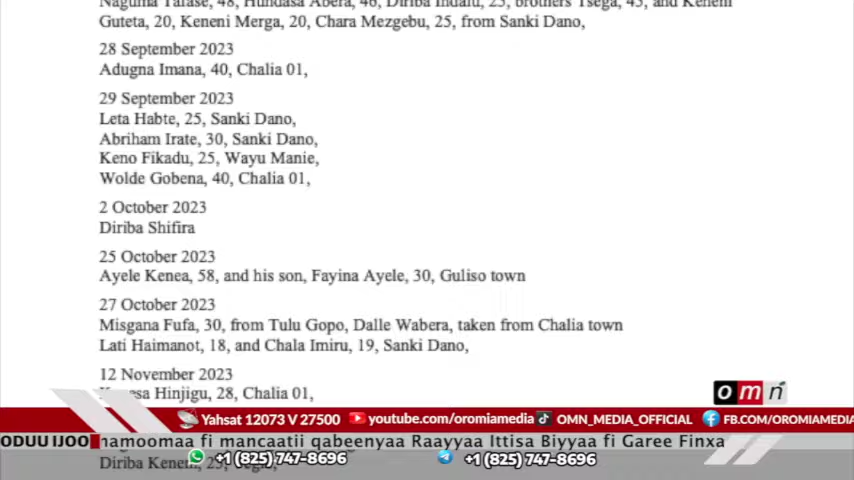 Naguma Tafase, 48, Hundasa Abera, 46, Diriba Indalu, 25, brothers Tsega, 45, and Keneni
Guteta, 20, Keneni Merga, 20, Chara Mezgebu, 25, from Sanki Dano,
28 September 2023
Adugna Imana, 40, Chalia 01,
29 September 2023
Leta Habte, 25, Sanki Dano,
Abriham Irate, 30, Sanki Dano,
Keno Fikadu, 25, Wayu Manie,
Wolde Gobena, 40, Chalia 01,
2 October 2023
Diriba Shifira
25 October 2023
Ayele Kenea, 58, and his son, Fayina Ayele, 30, Guliso town
27 October 2023
Misgana Fufa, 30, from Tulu Gopo, Dalle Wabera, taken from Chalia town
Lati Haimanot, 18, and Chala Imiru, 19, Sanki Dano,
12 November 2023
Hinjigu, 28, Chalia 01,
omn
Yahsat 12073 V 27500 youtube.com/oromiamedia OMN_MEDIA_OFFICIAL FB.COM/OROMIAMEDIA
ODUU IJOO namoomaa fi mancaatii qabeenyaa Raayyaa Ittisa Biyyaa fi Garee Finxa
Diriba
+1 (825) 747-8696 +1 (825) 747-8696